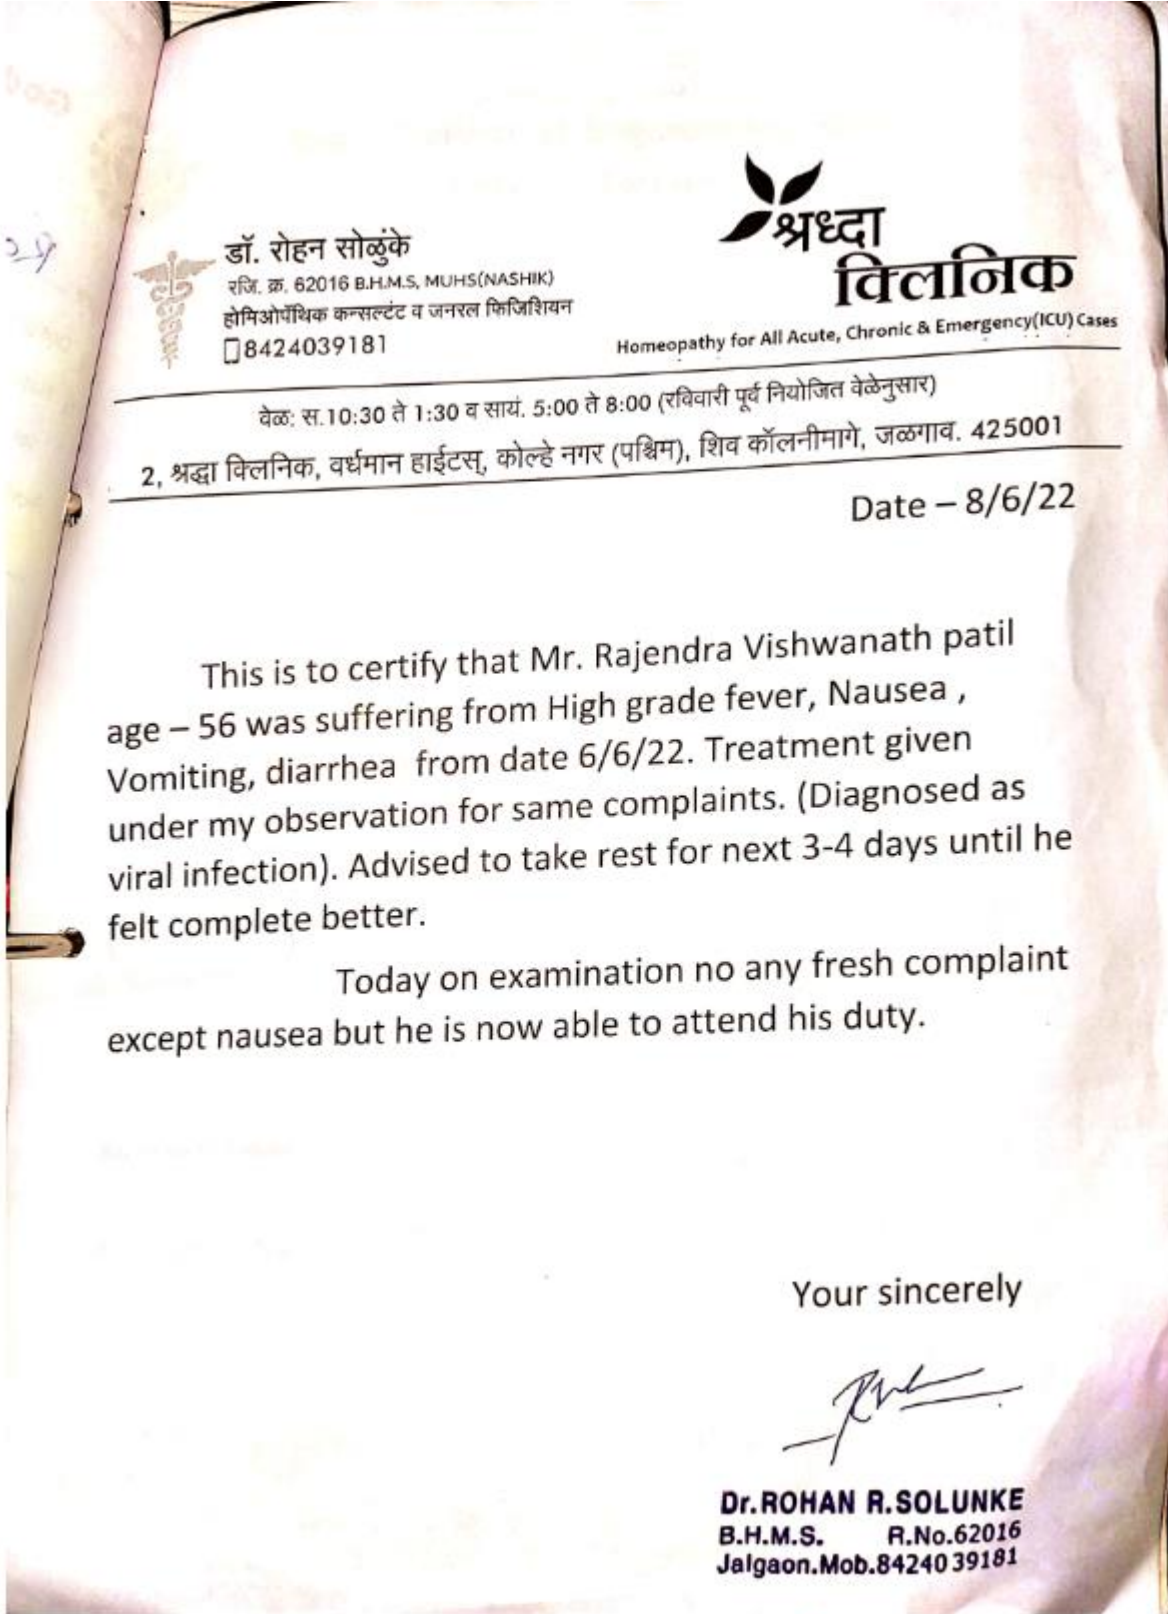 डॉ. रोहन सोळुंके
रजि. क्र. 62016 B.H.M.S, MUHS(NASHIK)
होमिओपॅथिक कन्सल्टंट व जनरल फिजिशियन
8424039181
श्रध्दा
क्लिनिक
Homeopathy for All Acute, Chronic & Emergency(ICU) Cases
वेळ: स.10:30 ते 1:30 व सायं. 5:00 ते 8:00 (रविवारी पूर्व नियोजित वेळेनुसार)
2, श्रद्धा क्लिनिक, वर्धमान हाईटस्, कोल्हे नगर (पश्चिम), शिव कॉलनीमागे, जळगाव. 425001
Date – 8/6/22
This is to certify that Mr. Rajendra Vishwanath patil
age – 56 was suffering from High grade fever, Nausea ,
Vomiting, diarrhea from date 6/6/22. Treatment given
under my observation for same complaints. (Diagnosed as
viral infection). Advised to take rest for next 3-4 days until he
felt complete better.
Today on examination no any fresh complaint
except nausea but he is now able to attend his duty.
Your sincerely
Dr.ROHAN R.SOLUNKE
B.H.M.S. R.No.62016
Jalgaon.Mob.8424039181